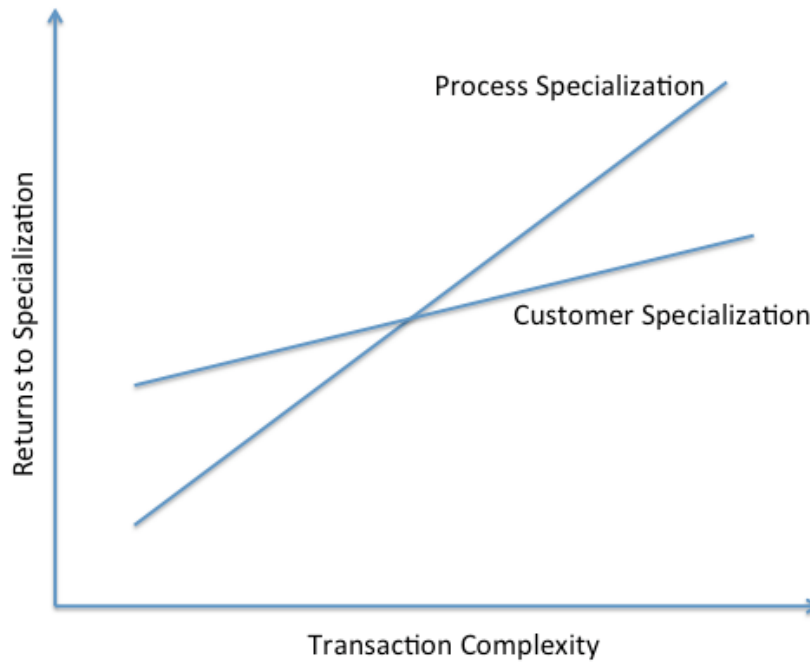 Process Specialization
Customer Specialization
Returns to Specialization
Transaction Complexity